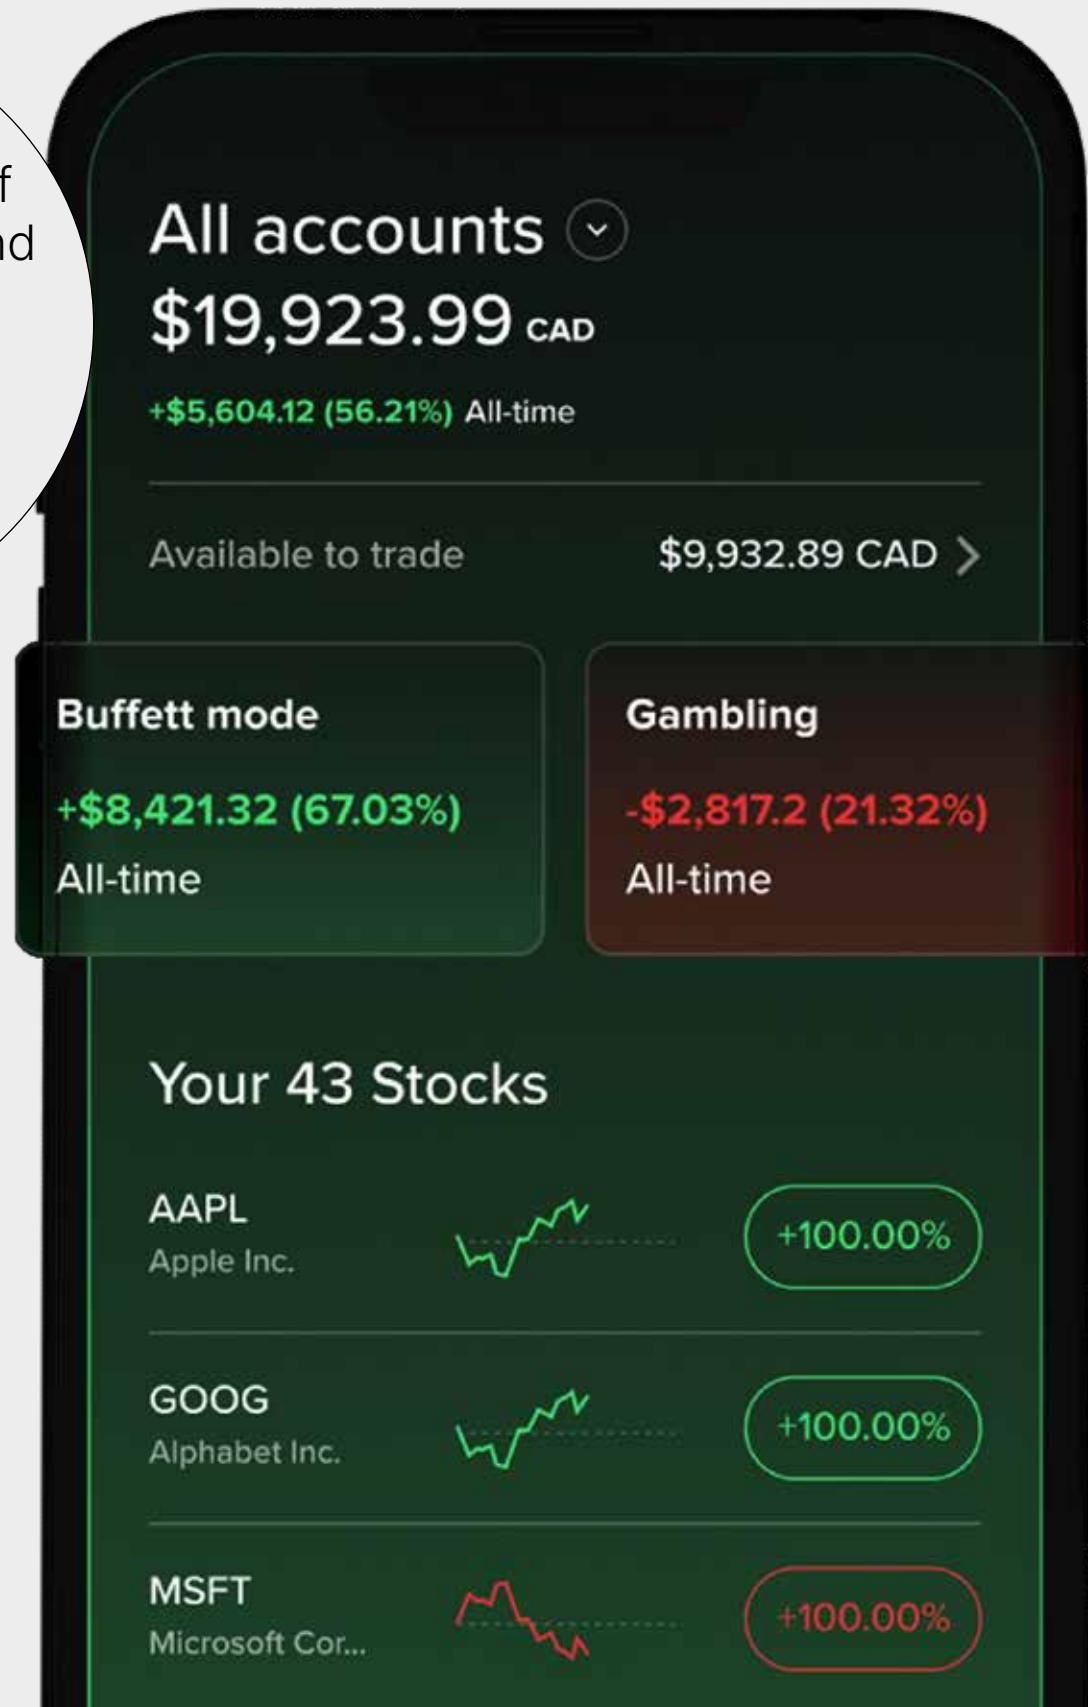 All accounts
$19,923.99 CAD
+$5,604.12 (56.21%) All-time
Available to trade $9,932.89 CAD
Buffett mode
+$8,421.32 (67.03%)
All-time
Gambling
-$2,817.2 (21.32%)
All-time
Your 43 Stocks
AAPL
Apple Inc.
+100.00%
GOOG
Alphabet Inc.
+100.00%
MSFT
Microsoft Cor...
+100.00%